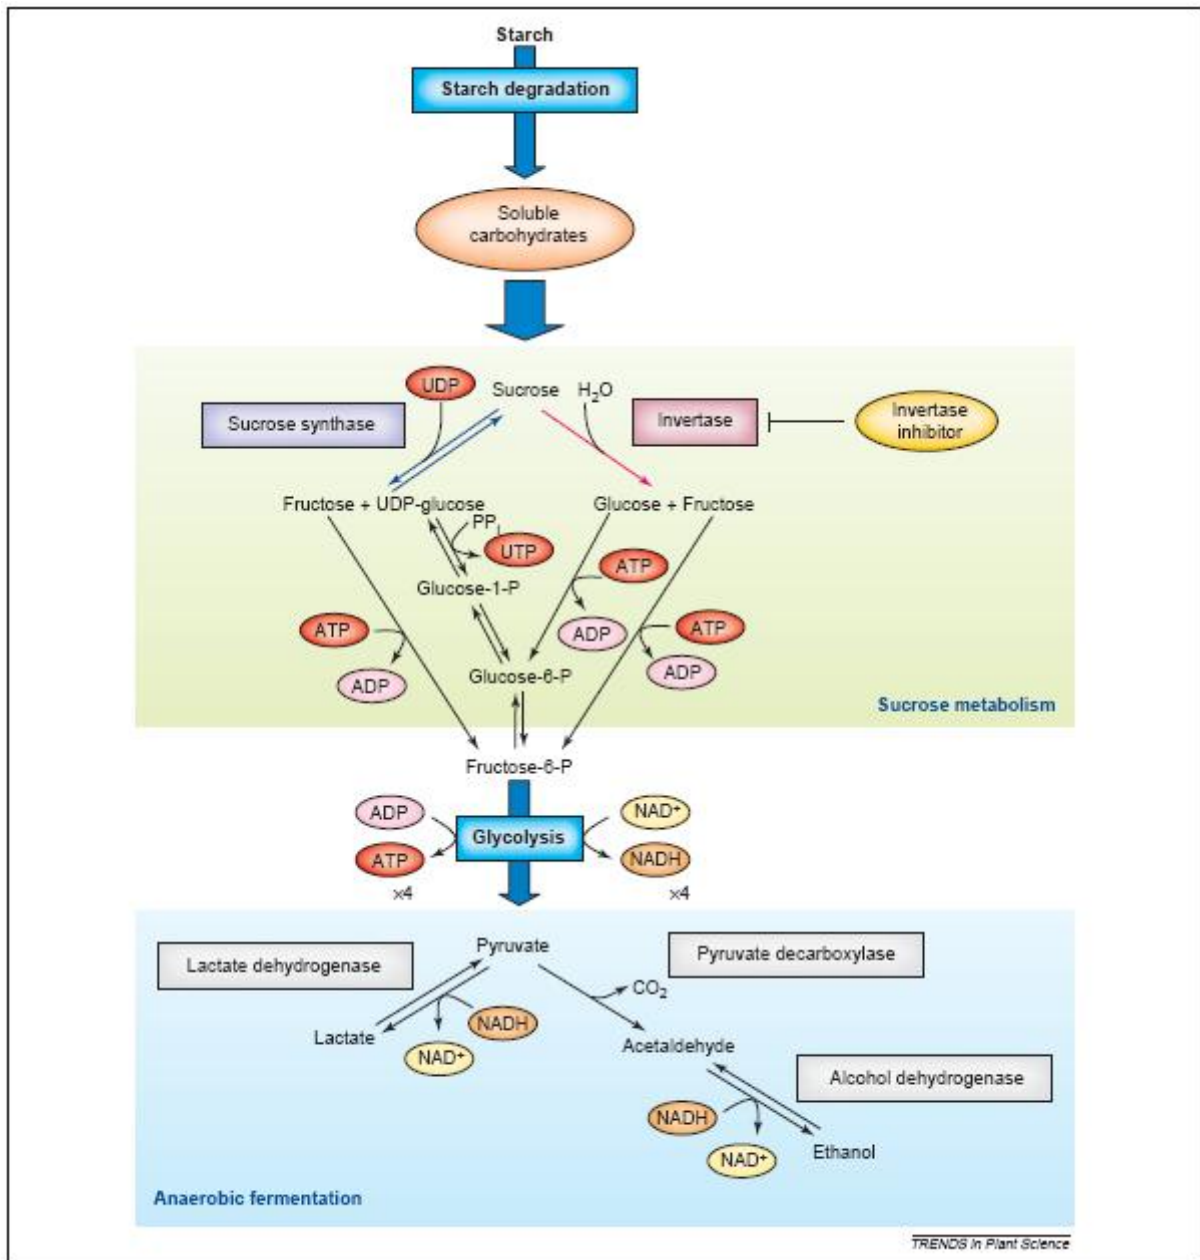 Starch
Starch degradation
Soluble
carbohydrates
UDP
Sucrose
H₂O
Sucrose synthase
Invertase
Invertase
inhibitor
Fructose + UDP-glucose
Glucose + Fructose
PPᵢ
UTP
ATP
Glucose-1-P
ATP
ADP
ATP
ADP
Glucose-6-P
ADP
Sucrose metabolism
Fructose-6-P
ADP
NAD⁺
Glycolysis
ATP
NADH
×4
×4
Pyruvate
Lactate dehydrogenase
Pyruvate decarboxylase
CO₂
NADH
Lactate
NAD⁺
Acetaldehyde
Alcohol dehydrogenase
NADH
NAD⁺
Ethanol
Anaerobic fermentation
TRENDS in Plant Science